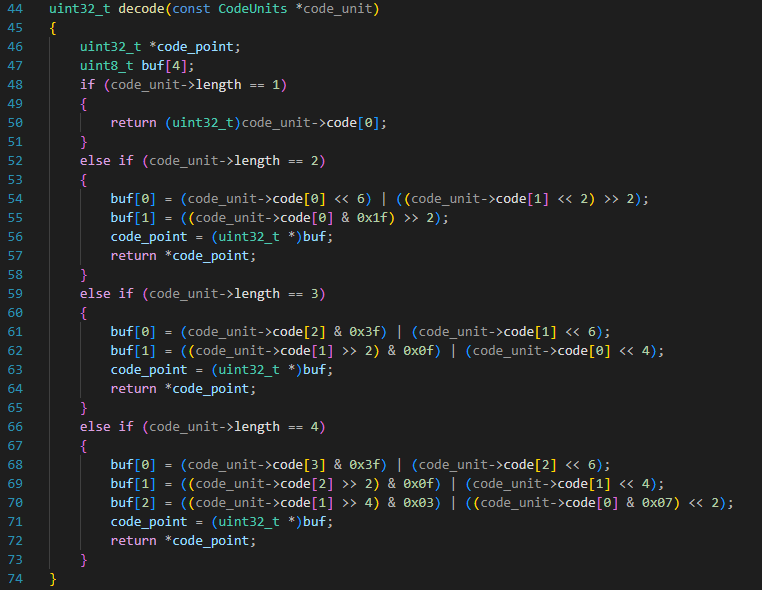 44 uint32_t decode(const CodeUnits *code_unit)
45 {
46     uint32_t *code_point;
47     uint8_t buf[4];
48     if (code_unit->length == 1)
49     {
50         return (uint32_t)code_unit->code[0];
51     }
52     else if (code_unit->length == 2)
53     {
54         buf[0] = (code_unit->code[0] << 6) | ((code_unit->code[1] << 2) >> 2);
55         buf[1] = ((code_unit->code[0] & 0x1f) >> 2);
56         code_point = (uint32_t *)buf;
57         return *code_point;
58     }
59     else if (code_unit->length == 3)
60     {
61         buf[0] = (code_unit->code[2] & 0x3f) | (code_unit->code[1] << 6);
62         buf[1] = ((code_unit->code[1] >> 2) & 0x0f) | (code_unit->code[0] << 4);
63         code_point = (uint32_t *)buf;
64         return *code_point;
65     }
66     else if (code_unit->length == 4)
67     {
68         buf[0] = (code_unit->code[3] & 0x3f) | (code_unit->code[2] << 6);
69         buf[1] = ((code_unit->code[2] >> 2) & 0x0f) | (code_unit->code[1] << 4);
70         buf[2] = ((code_unit->code[1] >> 4) & 0x03) | ((code_unit->code[0] & 0x07) << 2);
71         code_point = (uint32_t *)buf;
72         return *code_point;
73     }
74 }